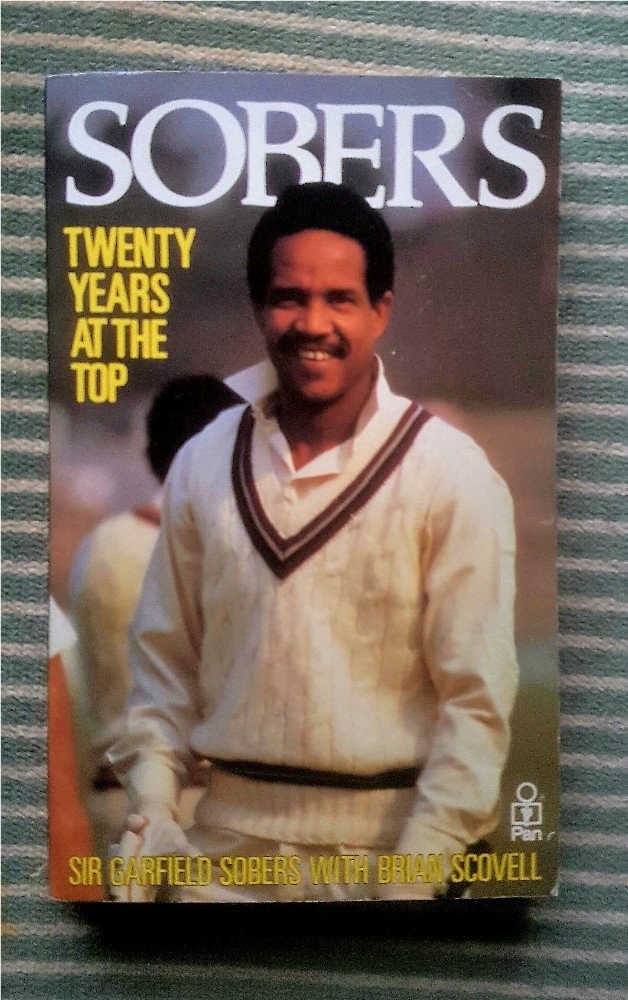 SOBERS
TWENTY
YEARS
AT THE
TOP
Pan
SIR GARFIELD SOBERS WITH BRIAN SCOVELL